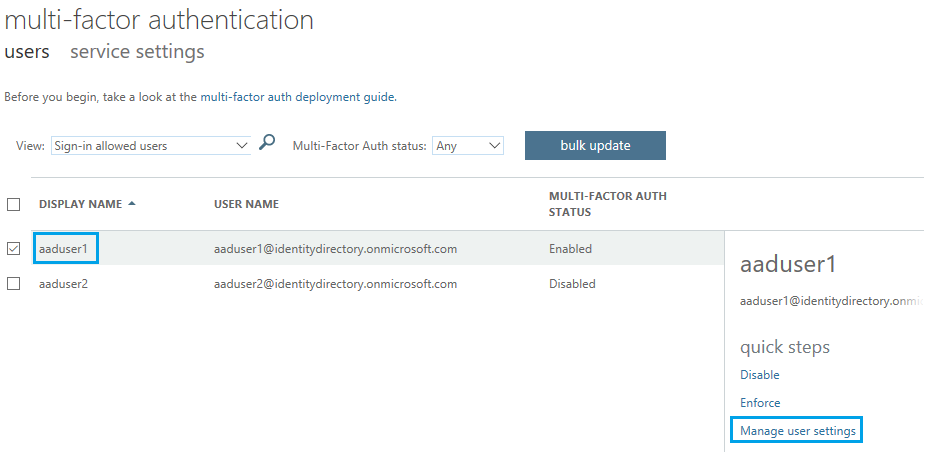 multi-factor authentication
users service settings
Before you begin, take a look at the multi-factor auth deployment guide.
View: Sign-in allowed users Multi-Factor Auth status: Any bulk update
DISPLAY NAME USER NAME MULTI-FACTOR AUTH STATUS
aaduser1 aaduser1@identitydirectory.onmicrosoft.com Enabled
aaduser2 aaduser2@identitydirectory.onmicrosoft.com Disabled
aaduser1
aaduser1@identitydirectory.onmic
quick steps
Disable
Enforce
Manage user settings